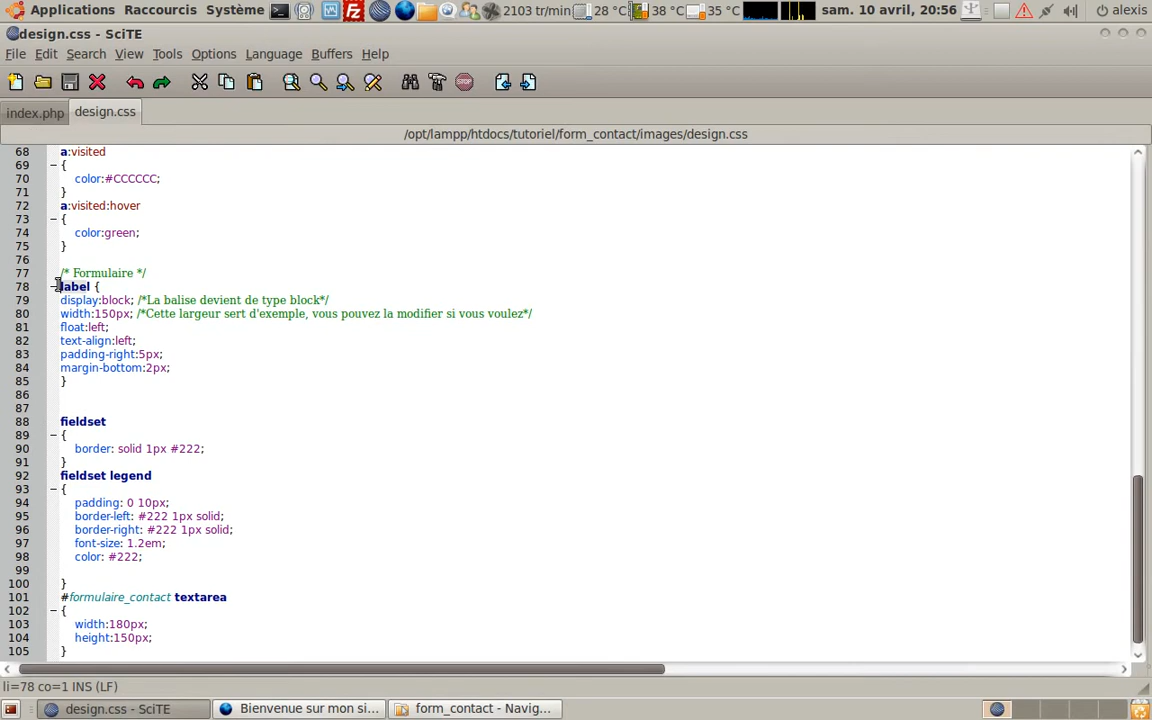 Applications Raccourcis Système 2103 tr/min 28 °C 38 °C 35 °C sam. 10 avril, 20:56 alexis
design.css - SciTE
File Edit Search View Tools Options Language Buffers Help
index.php design.css
/opt/lampp/htdocs/tutoriel/form_contact/images/design.css
68 a:visited
69 {
70 color:#CCCCCC;
71 }
72 a:visited:hover
73 {
74 color:green;
75 }
76
77 /* Formulaire */
78 label {
79 display:block; /*La balise devient de type block*/
80 width:150px; /*Cette largeur sert d'exemple, vous pouvez la modifier si vous voulez*/
81 float:left;
82 text-align:left;
83 padding-right:5px;
84 margin-bottom:2px;
85 }
86
87
88 fieldset
89 {
90 border: solid 1px #222;
91 }
92 fieldset legend
93 {
94 padding: 0 10px;
95 border-left: #222 1px solid;
96 border-right: #222 1px solid;
97 font-size: 1.2em;
98 color: #222;
99
100 }
101 #formulaire_contact textarea
102 {
103 width:180px;
104 height:150px;
105 }
li=78 co=1 INS (LF)
design.css - SciTE Bienvenue sur mon si... form_contact - Navig...